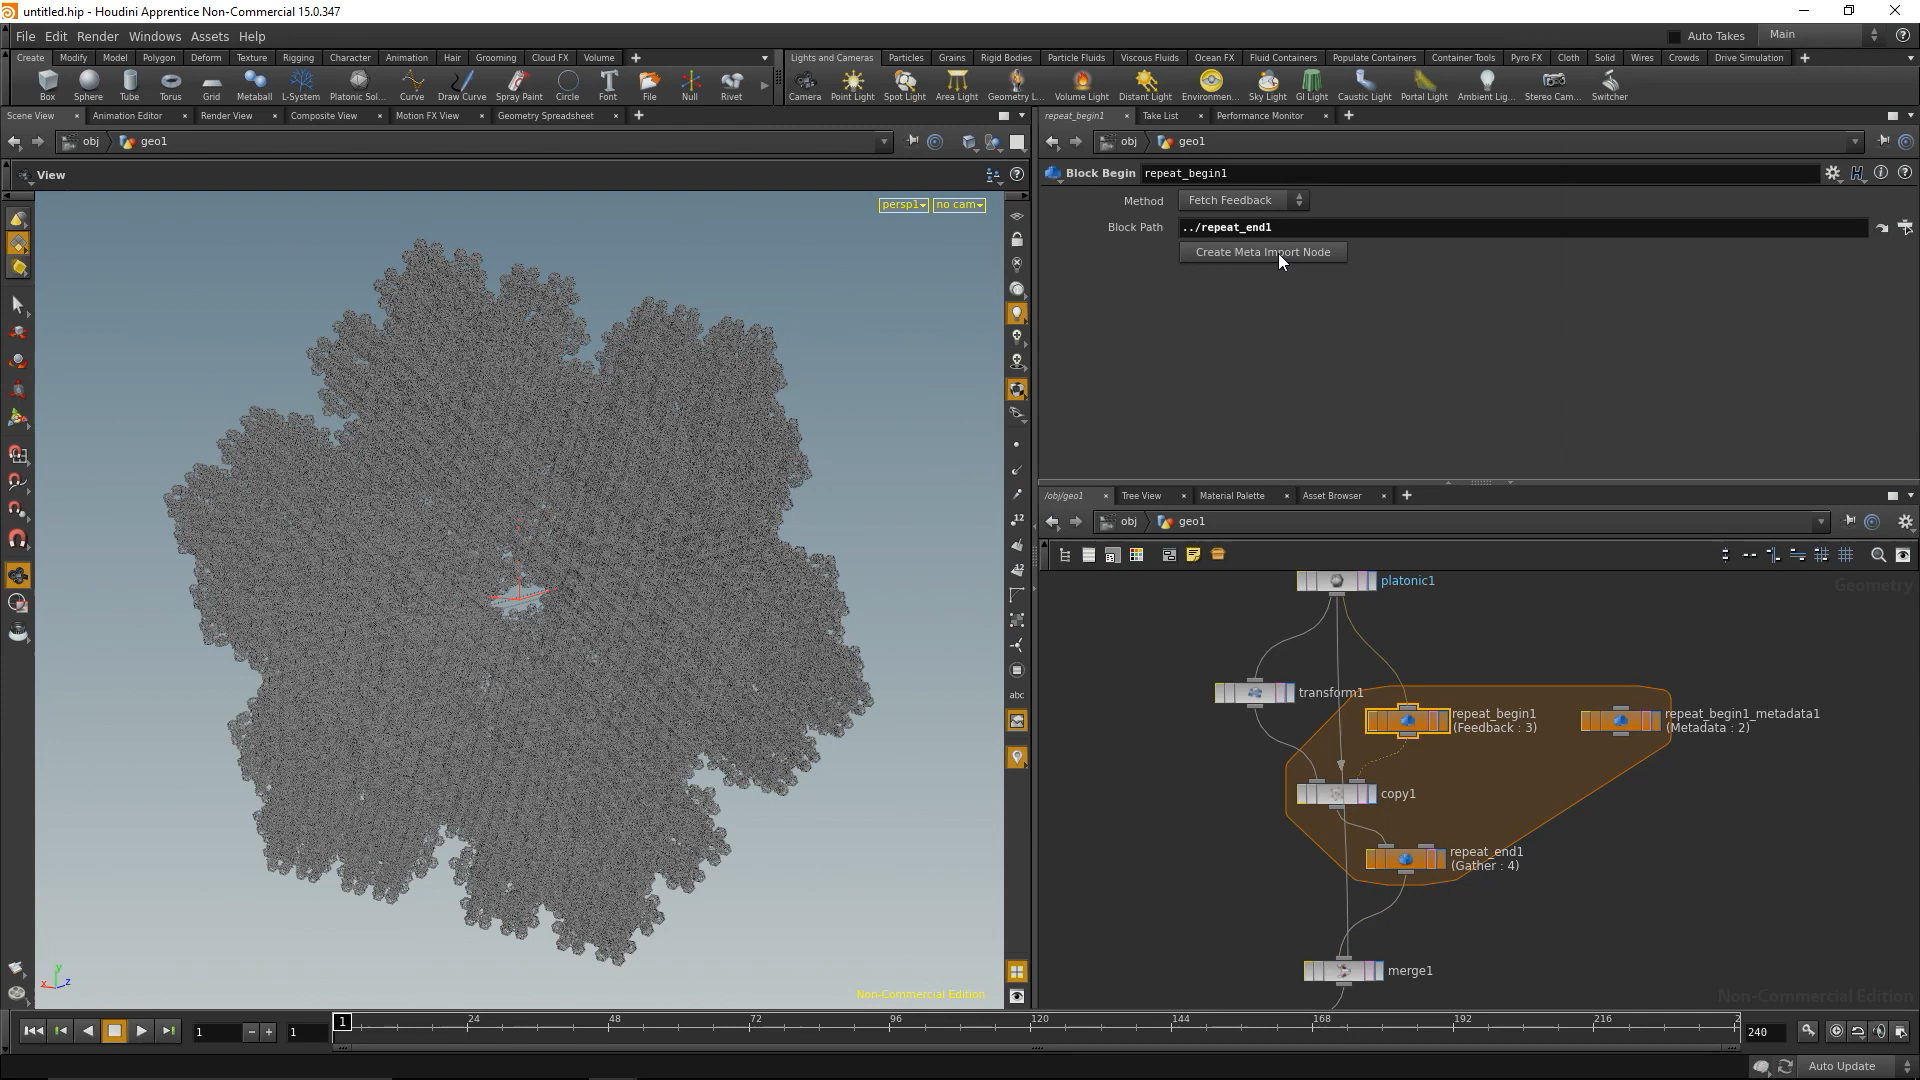 untitled.hip - Houdini Apprentice Non-Commercial 15.0.347
File Edit Render Windows Assets Help
Auto Takes Main
Create Modify Model Polygon Deform Texture Rigging Character Animation Hair Grooming Cloud FX Volume
Lights and Cameras Particles Grains Rigid Bodies Particle Fluids Viscous Fluids Ocean FX Fluid Containers Populate Containers Container Tools Pyro FX Cloth Solid Wires Crowds Drive Simulation
Box Sphere Tube Torus Grid Metaball L-System Platonic Sol... Curve Draw Curve Spray Paint Circle Font File Null Rivet
Camera Point Light Spot Light Area Light Geometry L... Volume Light Distant Light Environmen... Sky Light GI Light Caustic Light Portal Light Ambient Lig... Stereo Cam... Switcher
Scene View Animation Editor Render View Composite View Motion FX View Geometry Spreadsheet
repeat_begin1 Take List Performance Monitor
obj geo1
obj geo1
View
Block Begin repeat_begin1
Method Fetch Feedback
Block Path ../repeat_end1
Create Meta Import Node
persp1 no cam
12
12
abc
/obj/geo1 Tree View Material Palette Asset Browser
obj geo1
Geometry
platonic1
transform1
repeat_begin1
(Feedback : 3)
repeat_begin1_metadata1
(Metadata : 2)
copy1
repeat_end1
(Gather : 4)
merge1
Non-Commercial Edition
Non-Commercial Edition
y
x z
1 1 1 24 48 72 96 120 144 168 192 216 2 240
Auto Update